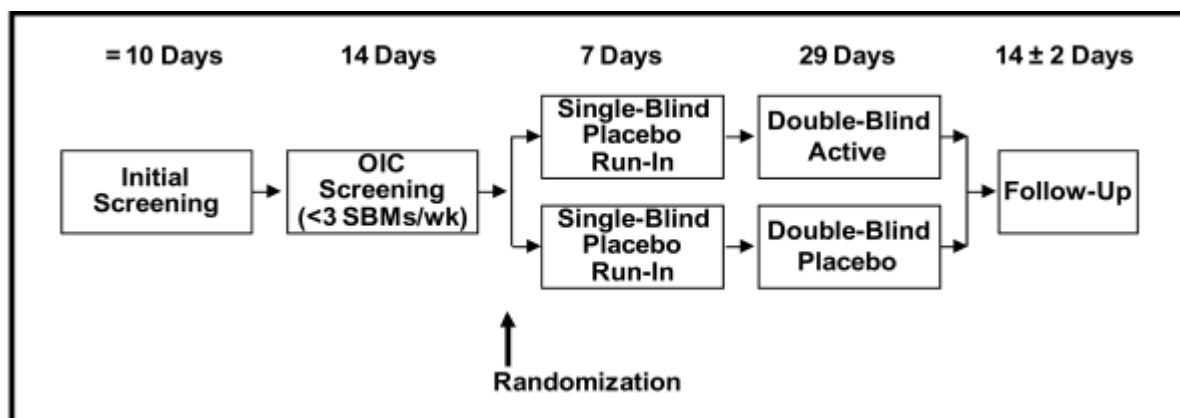 = 10 Days 14 Days 7 Days 29 Days 14 ± 2 Days
Initial
Screening
OIC
Screening
(<3 SBMs/wk)
Single-Blind
Placebo
Run-In
Double-Blind
Active
Single-Blind
Placebo
Run-In
Double-Blind
Placebo
Follow-Up
Randomization